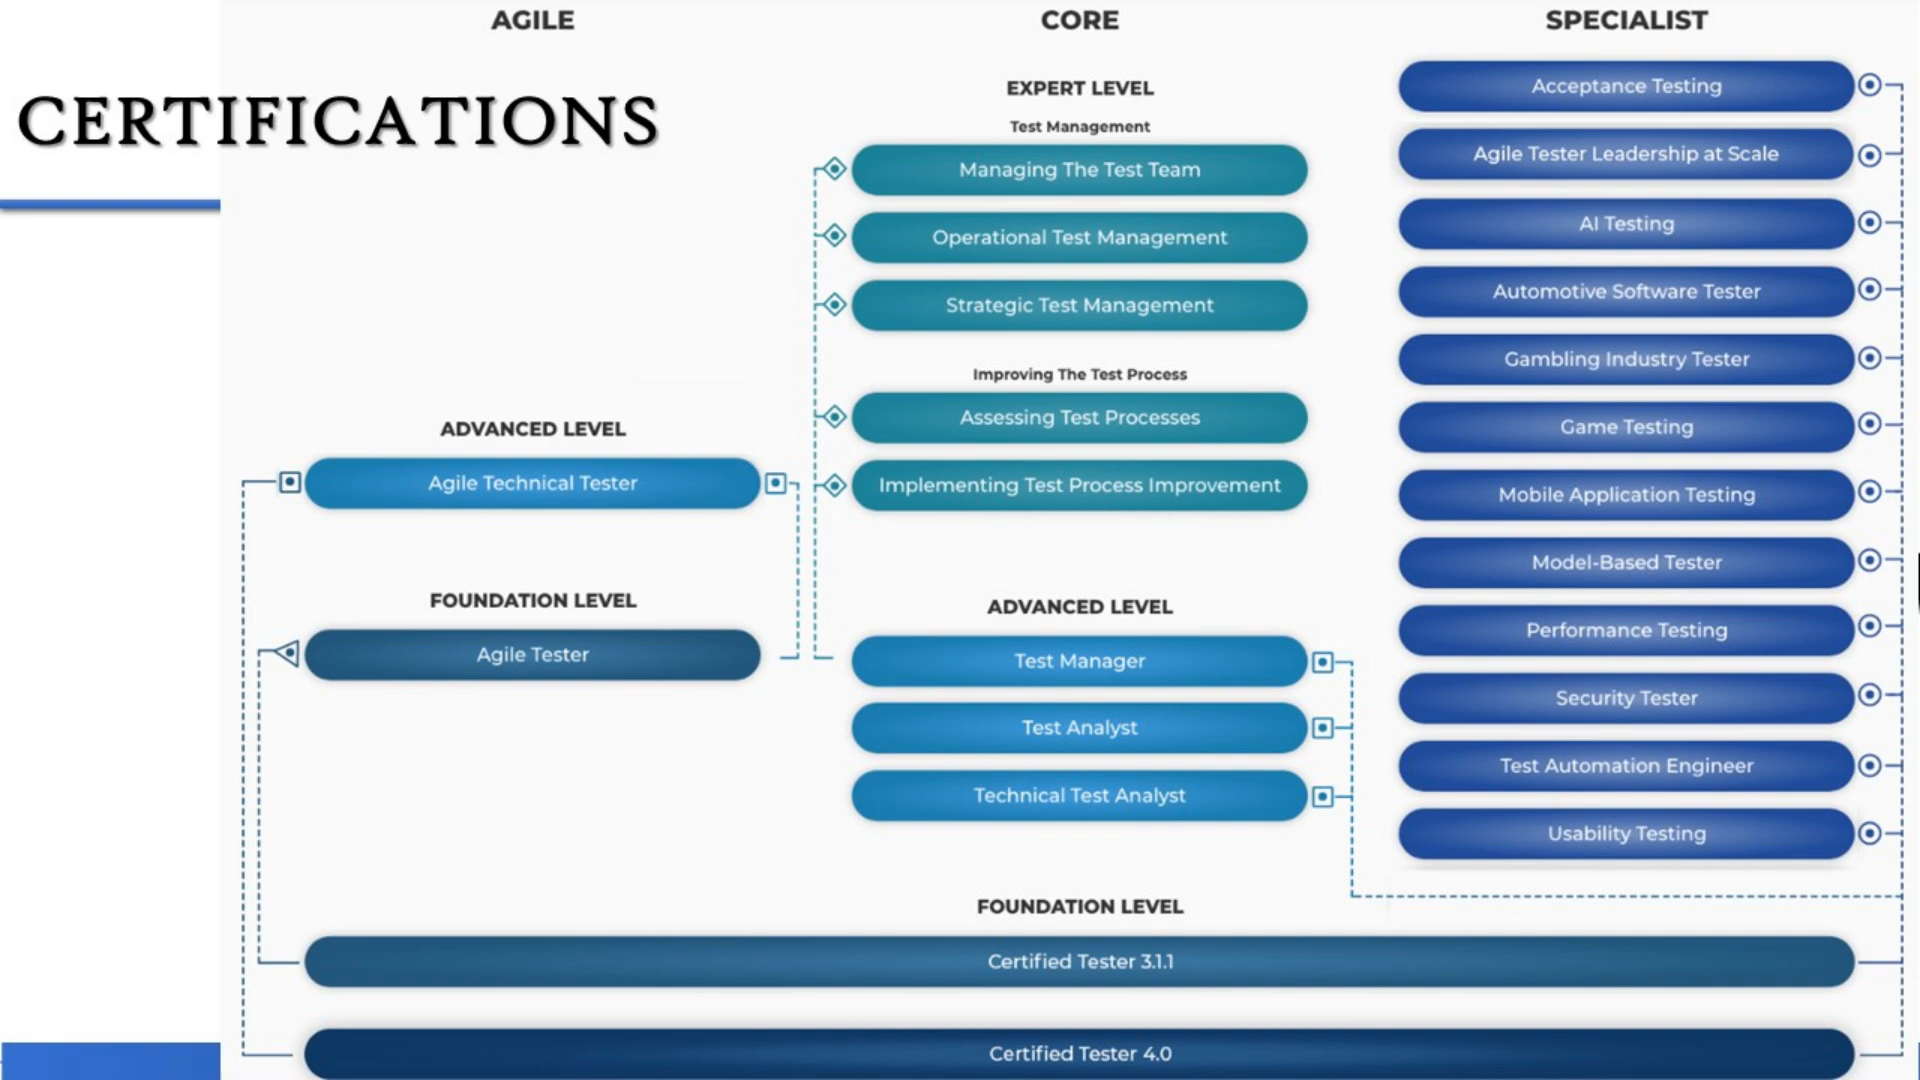 AGILE
CORE
SPECIALIST
CERTIFICATIONS
ADVANCED LEVEL
Agile Technical Tester
FOUNDATION LEVEL
Agile Tester
EXPERT LEVEL
Test Management
Managing The Test Team
Operational Test Management
Strategic Test Management
Improving The Test Process
Assessing Test Processes
Implementing Test Process Improvement
ADVANCED LEVEL
Test Manager
Test Analyst
Technical Test Analyst
Acceptance Testing
Agile Tester Leadership at Scale
AI Testing
Automotive Software Tester
Gambling Industry Tester
Game Testing
Mobile Application Testing
Model-Based Tester
Performance Testing
Security Tester
Test Automation Engineer
Usability Testing
FOUNDATION LEVEL
Certified Tester 3.1.1
Certified Tester 4.0